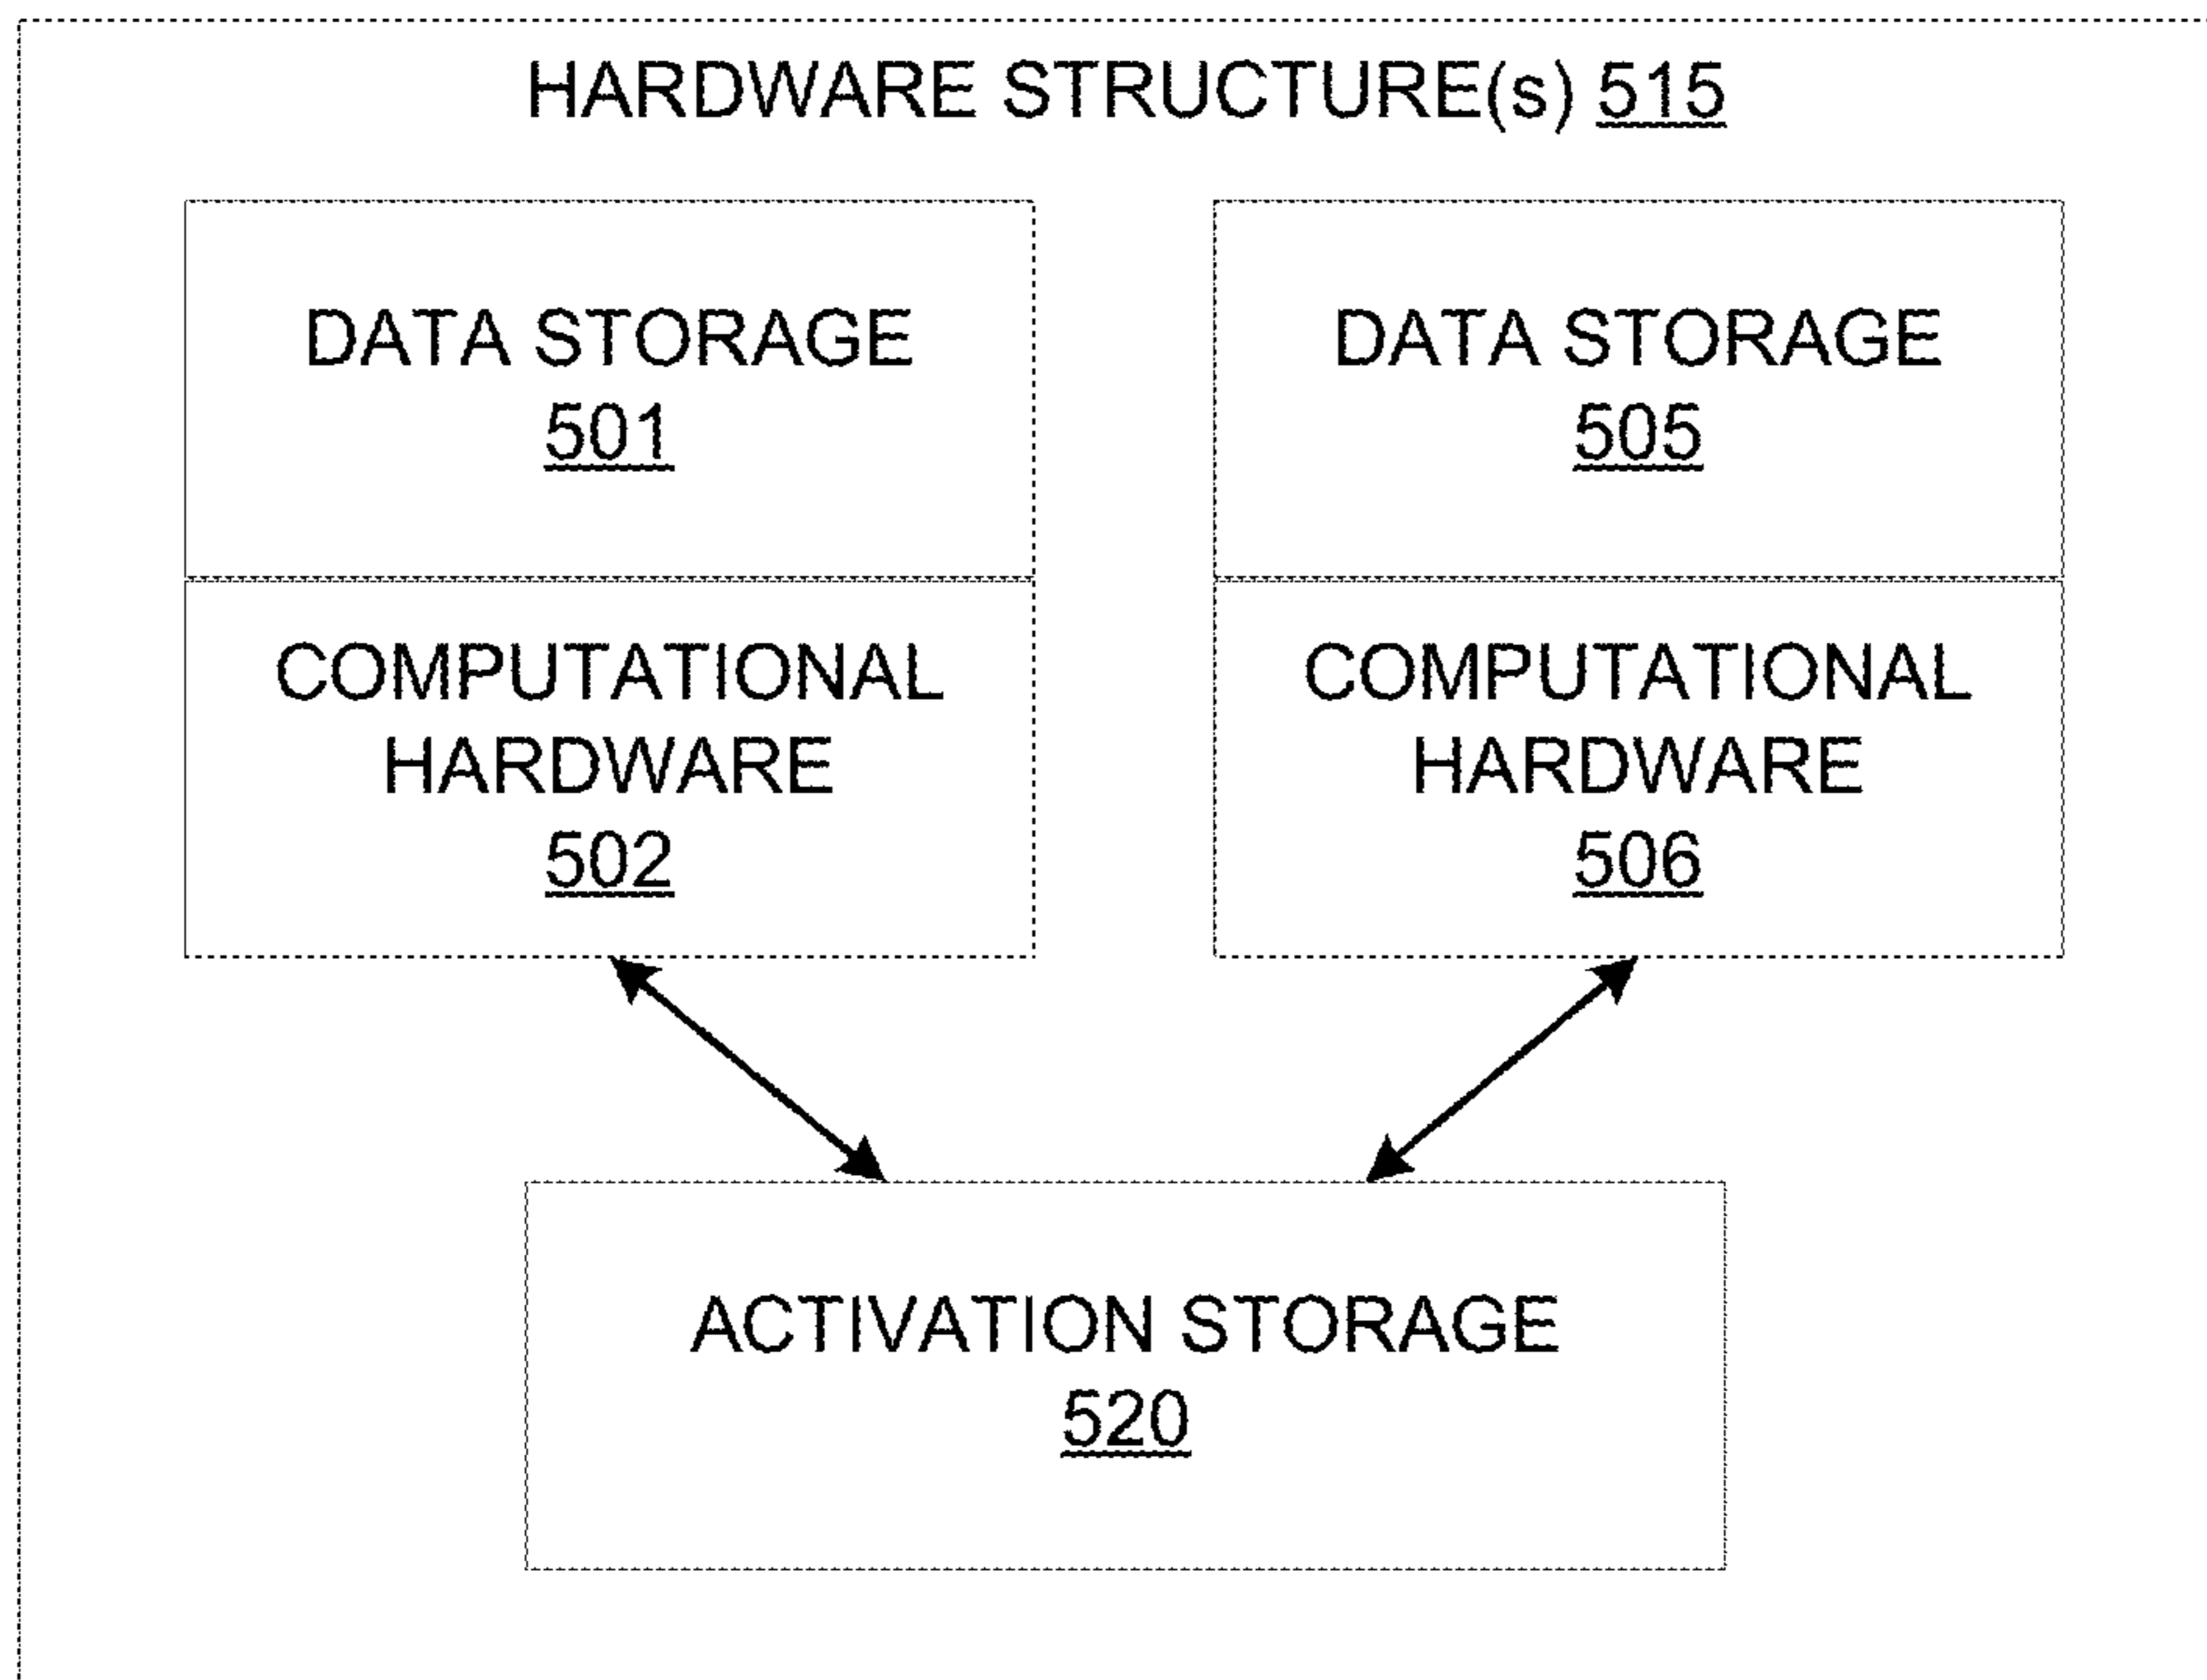 HARDWARE STRUCTURE(s) 515
DATA STORAGE
501
COMPUTATIONAL
HARDWARE
502
DATA STORAGE
505
COMPUTATIONAL
HARDWARE
506
ACTIVATION STORAGE
520